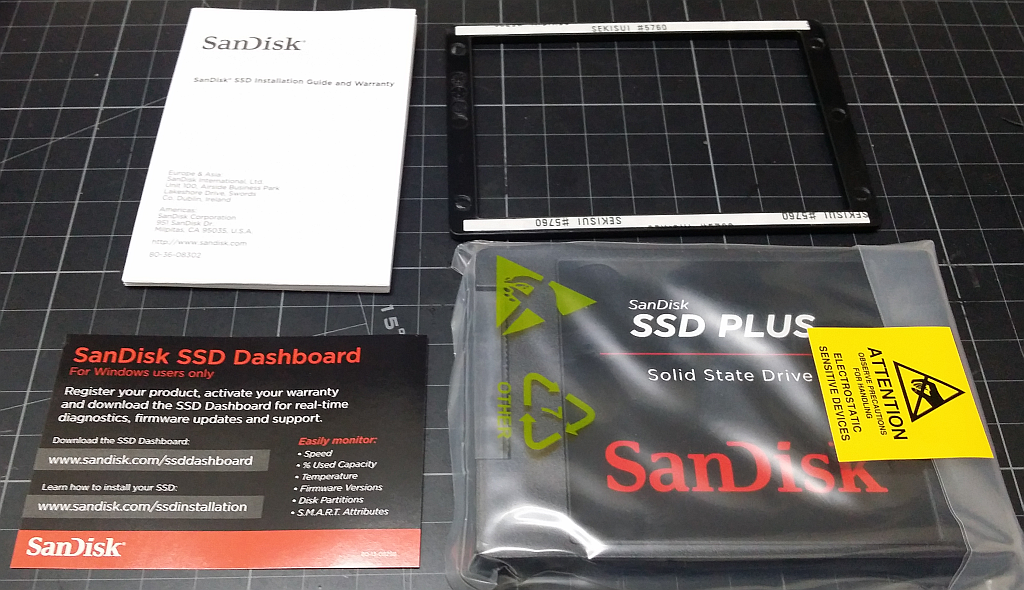 SanDisk®
SanDisk® SSD Installation Guide and Warranty
Europe & Asia
SanDisk International, Ltd
Unit 100, Airside Business Park
Lakeshore Drive, Swords
Co. Dublin, Ireland
Americas
SanDisk Corporation
951 SanDisk Dr.
Milpitas, CA 95035, U.S.A.
http://www.sandisk.com
80-36-08302
SEKISUI #5760
#5760
SEKISUI
#5760
SEKISUI #5760
15°
SanDisk SSD Dashboard
For Windows users only
Register your product, activate your warranty
and download the SSD Dashboard for real-time
diagnostics, firmware updates and support.
Download the SSD Dashboard:
www.sandisk.com/ssddashboard
Learn how to install your SSD:
www.sandisk.com/ssdinstallation
Easily monitor:
• Speed
• % Used Capacity
• Temperature
• Firmware Versions
• Disk Partitions
• S.M.A.R.T. Attributes
SanDisk®
SanDisk
SSD PLUS
Solid State Drive
SanDisk
OTHER
7
ATTENTION
OBSERVE PRECAUTIONS
FOR HANDLING
ELECTROSTATIC
SENSITIVE DEVICES